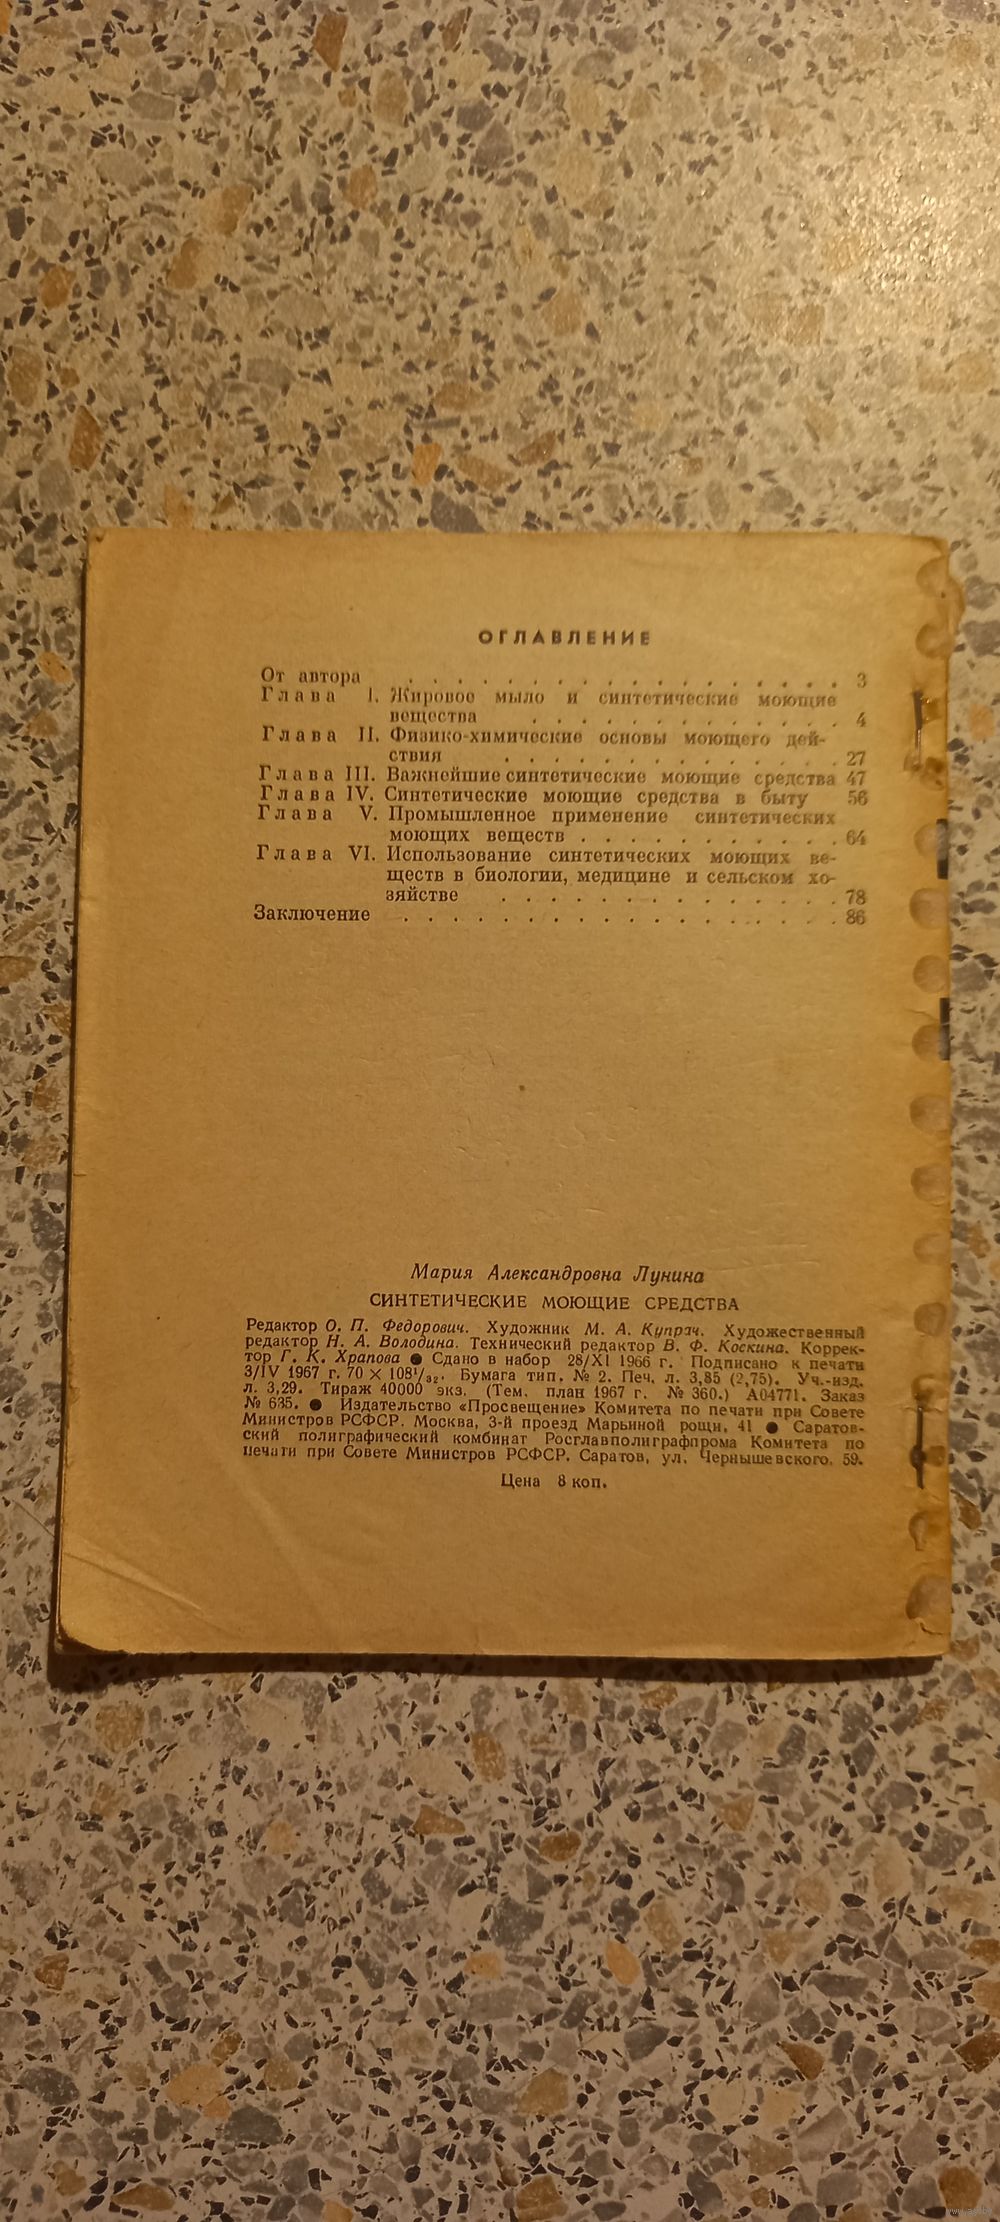 ОГЛАВЛЕНИЕ
От автора . . . . . . . . . . . . . . . . . 3
Глава I. Жировое мыло и синтетические моющие
вещества . . . . . . . . . . . . . 4
Глава II. Физико-химические основы моющего дей-
ствия . . . . . . . . . . . . . . 27
Глава III. Важнейшие синтетические моющие средства 47
Глава IV. Синтетические моющие средства в быту 56
Глава V. Промышленное применение синтетических
моющих веществ . . . . . . . . . . . 64
Глава VI. Использование синтетических моющих ве-
ществ в биологии, медицине и сельском хо-
зяйстве . . . . . . . . . . . . . . 78
Заключение . . . . . . . . . . . . . . . . . . 86
Мария Александровна Лунина
СИНТЕТИЧЕСКИЕ МОЮЩИЕ СРЕДСТВА
Редактор О. П. Федорович. Художник М. А. Купрач. Художественный
редактор Н. А. Володина. Технический редактор В. Ф. Коскина. Коррек-
тор Г. К. Храпова ● Сдано в набор 28/XI 1966 г. Подписано к печати
3/IV 1967 г. 70 × 108¹/₃₂. Бумага тип. № 2. Печ. л. 3,85 (2,75). Уч.-изд.
л. 3,29. Тираж 40000 экз. (Тем. план 1967 г. № 360.) А04771. Заказ
№ 635. ● Издательство «Просвещение» Комитета по печати при Совете
Министров РСФСР. Москва, 3-й проезд Марьиной рощи, 41 ● Саратов-
ский полиграфический комбинат Росглавполиграфпрома Комитета по
печати при Совете Министров РСФСР. Саратов, ул. Чернышевского, 59.
Цена 8 коп.